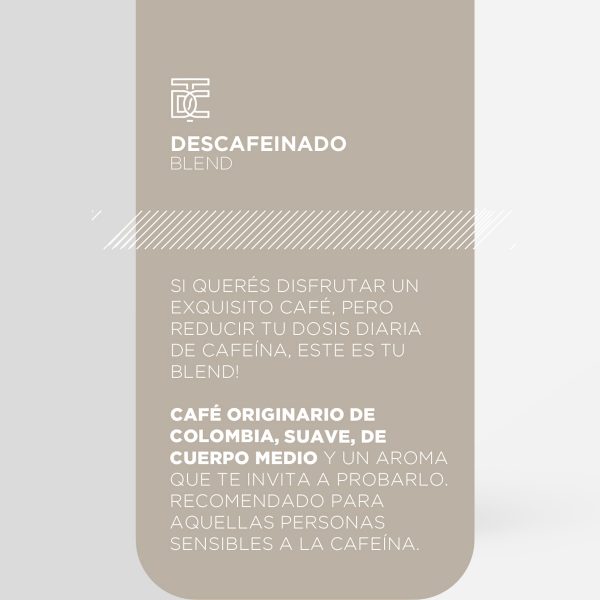 DESCAFEINADO
BLEND
SI QUERÉS DISFRUTAR UN
EXQUISITO CAFÉ, PERO
REDUCIR TU DOSIS DIARIA
DE CAFEÍNA, ESTE ES TU
BLEND!
CAFÉ ORIGINARIO DE
COLOMBIA, SUAVE, DE
CUERPO MEDIO Y UN AROMA
QUE TE INVITA A PROBARLO.
RECOMENDADO PARA
AQUELLAS PERSONAS
SENSIBLES A LA CAFEÍNA.